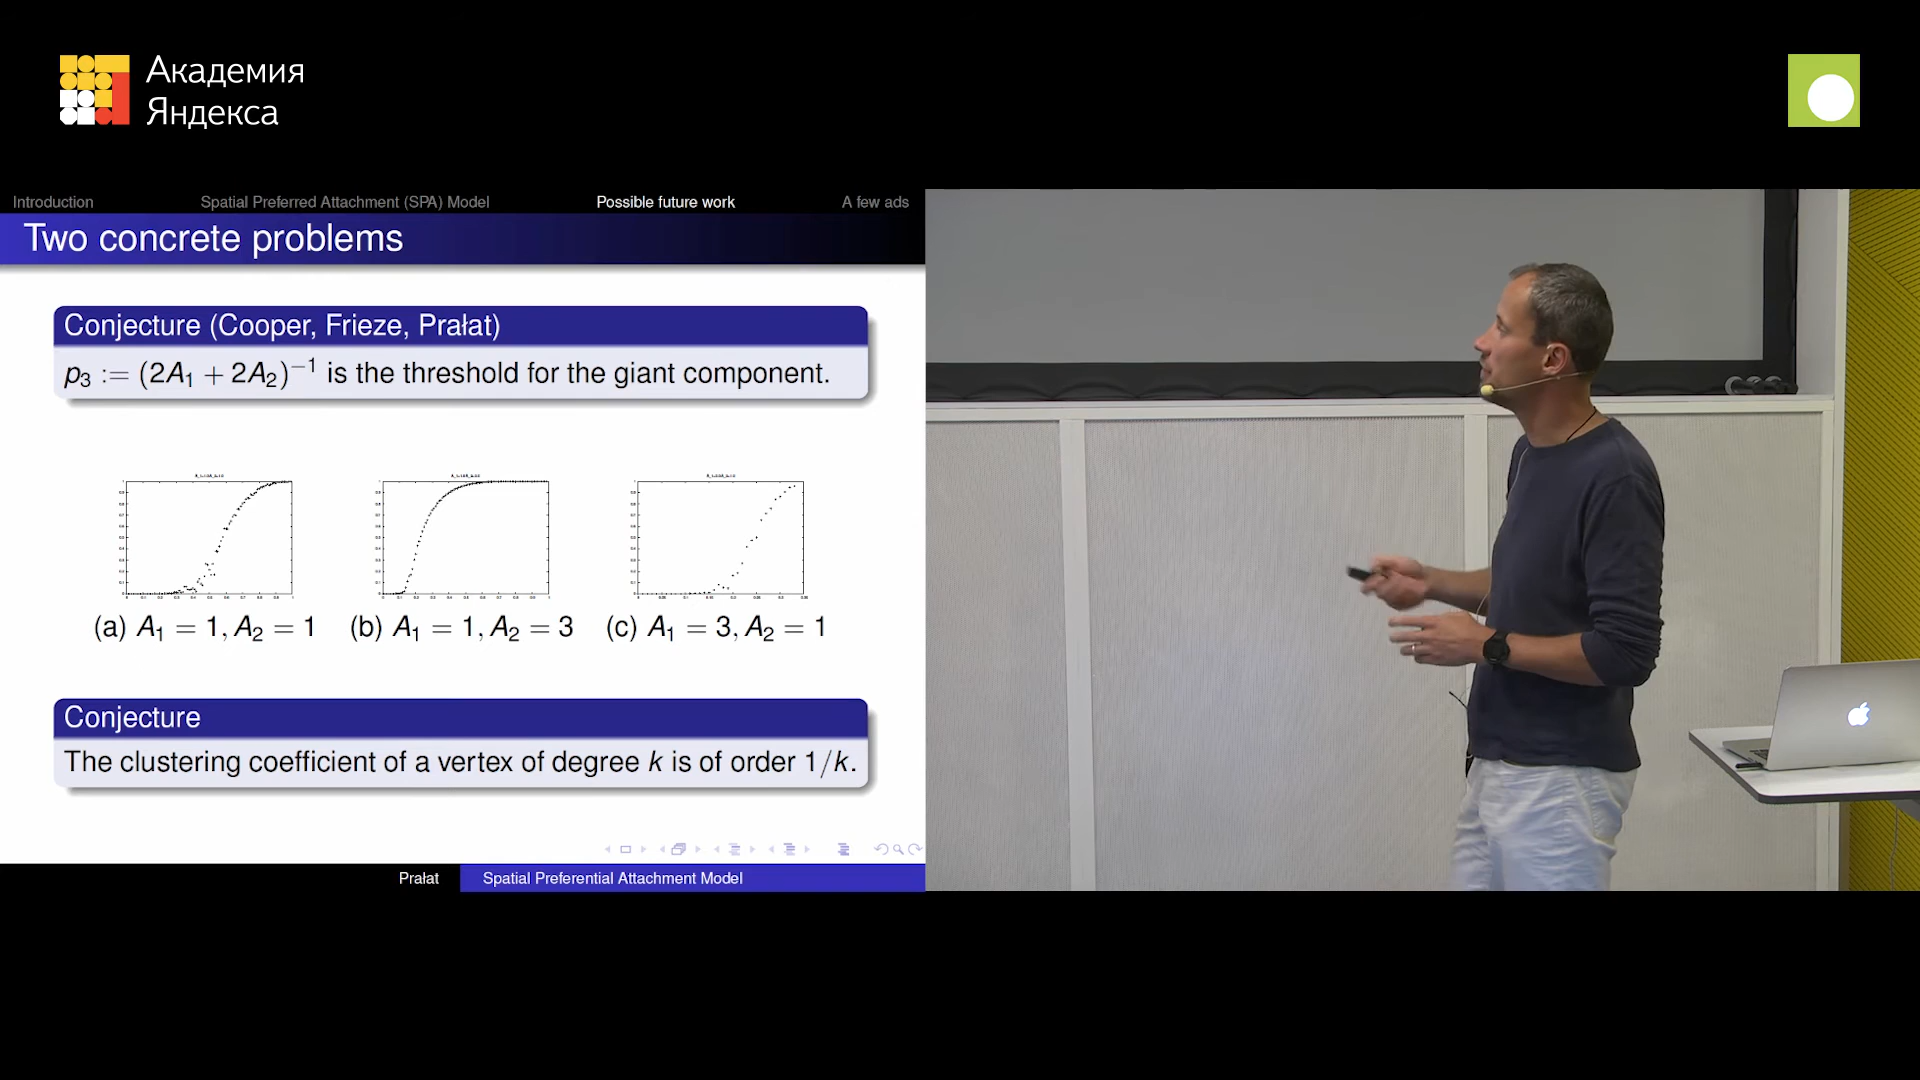 Академия
Яндекса
Introduction Spatial Preferred Attachment (SPA) Model Possible future work A few ads
Two concrete problems
Conjecture (Cooper, Frieze, Prałat)
p₃ := (2A₁ + 2A₂)⁻¹ is the threshold for the giant component.
(a) A₁ = 1, A₂ = 1 (b) A₁ = 1, A₂ = 3 (c) A₁ = 3, A₂ = 1
Conjecture
The clustering coefficient of a vertex of degree k is of order 1/k.
Prałat Spatial Preferential Attachment Model